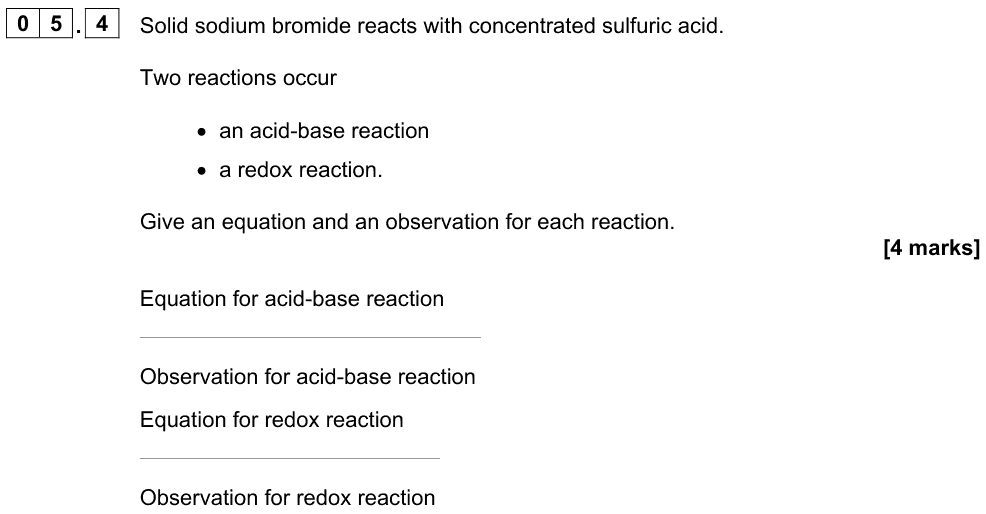 0 5 . 4 Solid sodium bromide reacts with concentrated sulfuric acid.
Two reactions occur
• an acid-base reaction
• a redox reaction.
Give an equation and an observation for each reaction.
[4 marks]
Equation for acid-base reaction
Observation for acid-base reaction
Equation for redox reaction
Observation for redox reaction